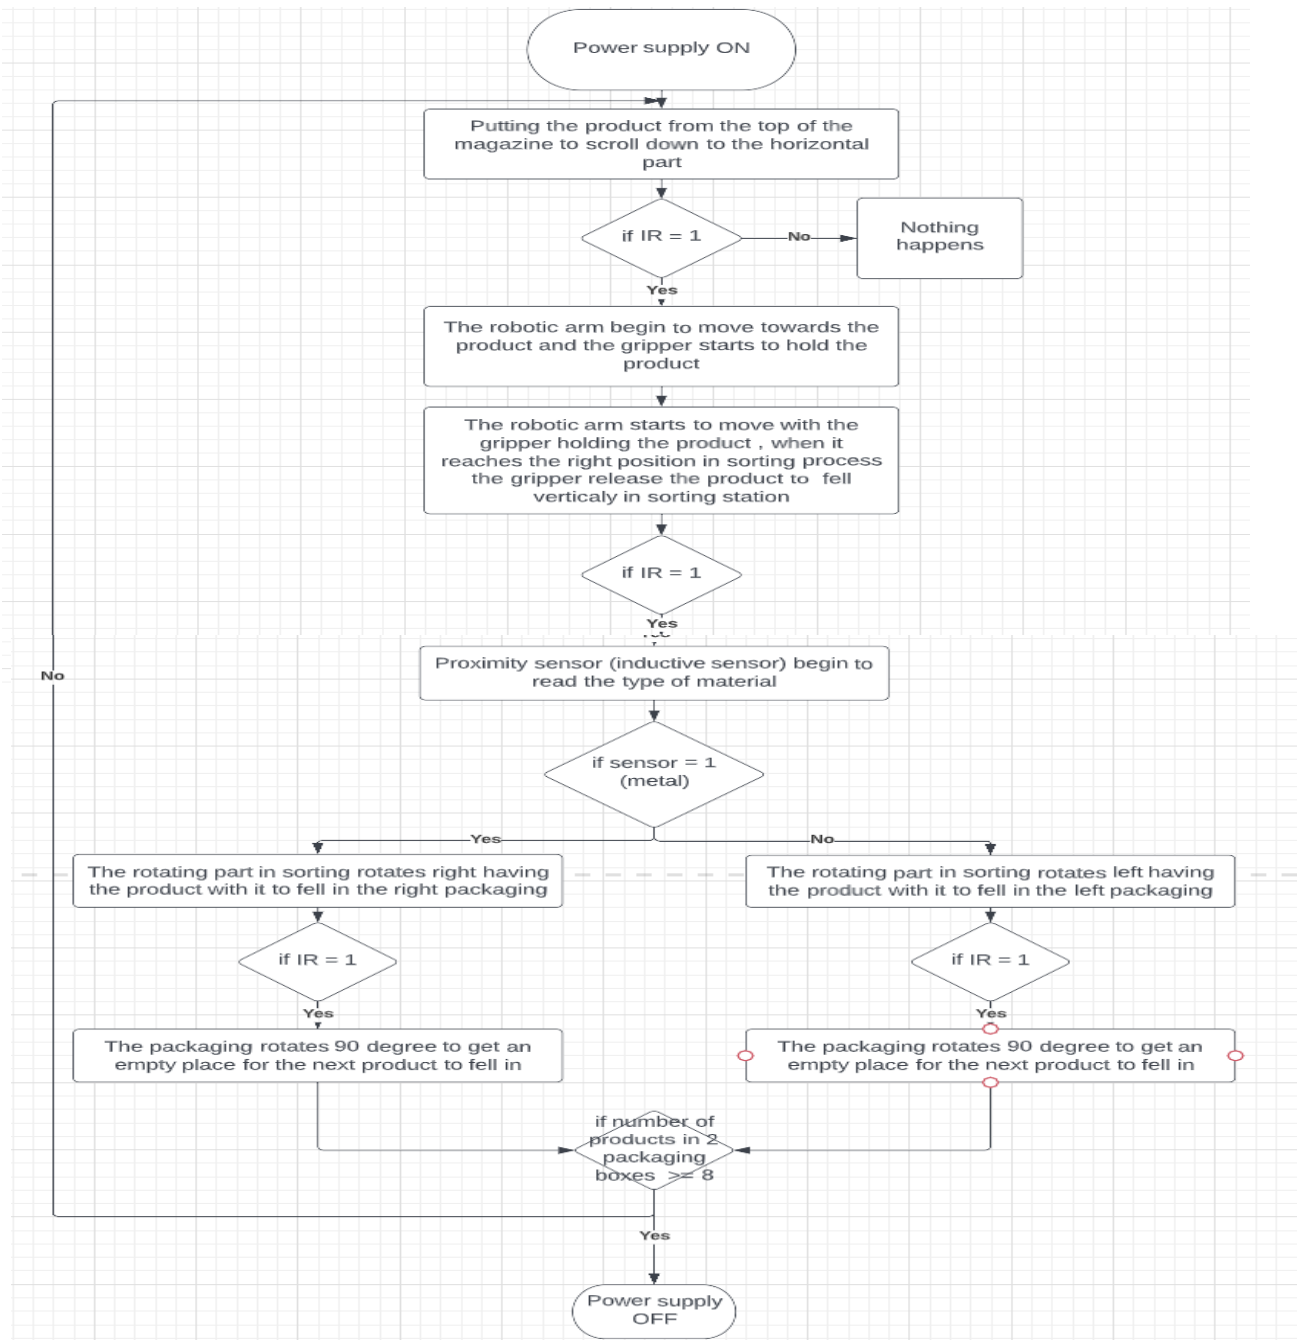 Power supply ON
Putting the product from the top of the
magazine to scroll down to the horizontal
part
if IR = 1
No
Nothing
happens
Yes
The robotic arm begin to move towards the
product and the gripper starts to hold the
product
The robotic arm starts to move with the
gripper holding the product , when it
reaches the right position in sorting process
the gripper release the product to fell
verticaly in sorting station
if IR = 1
Yes
Yes
Proximity sensor (inductive sensor) begin to
read the type of material
No
if sensor = 1
(metal)
Yes
No
The rotating part in sorting rotates right having
the product with it to fell in the right packaging
The rotating part in sorting rotates left having
the product with it to fell in the left packaging
if IR = 1
if IR = 1
Yes
Yes
The packaging rotates 90 degree to get an
empty place for the next product to fell in
The packaging rotates 90 degree to get an
empty place for the next product to fell in
if number of
products in 2
packaging
boxes >= 8
Yes
Power supply
OFF